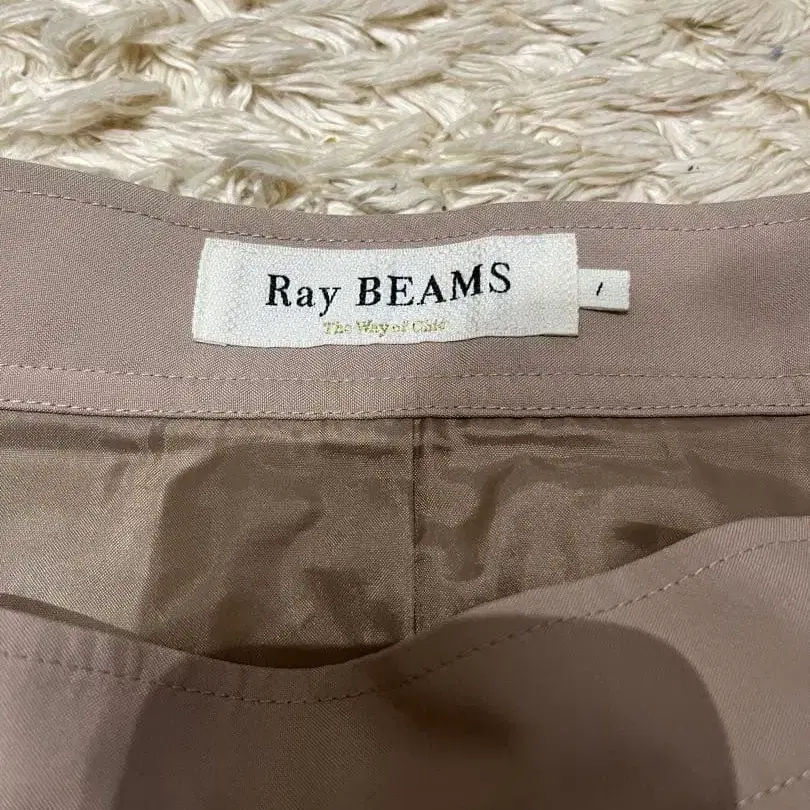 Ray BEAMS
The Way of Chic
1